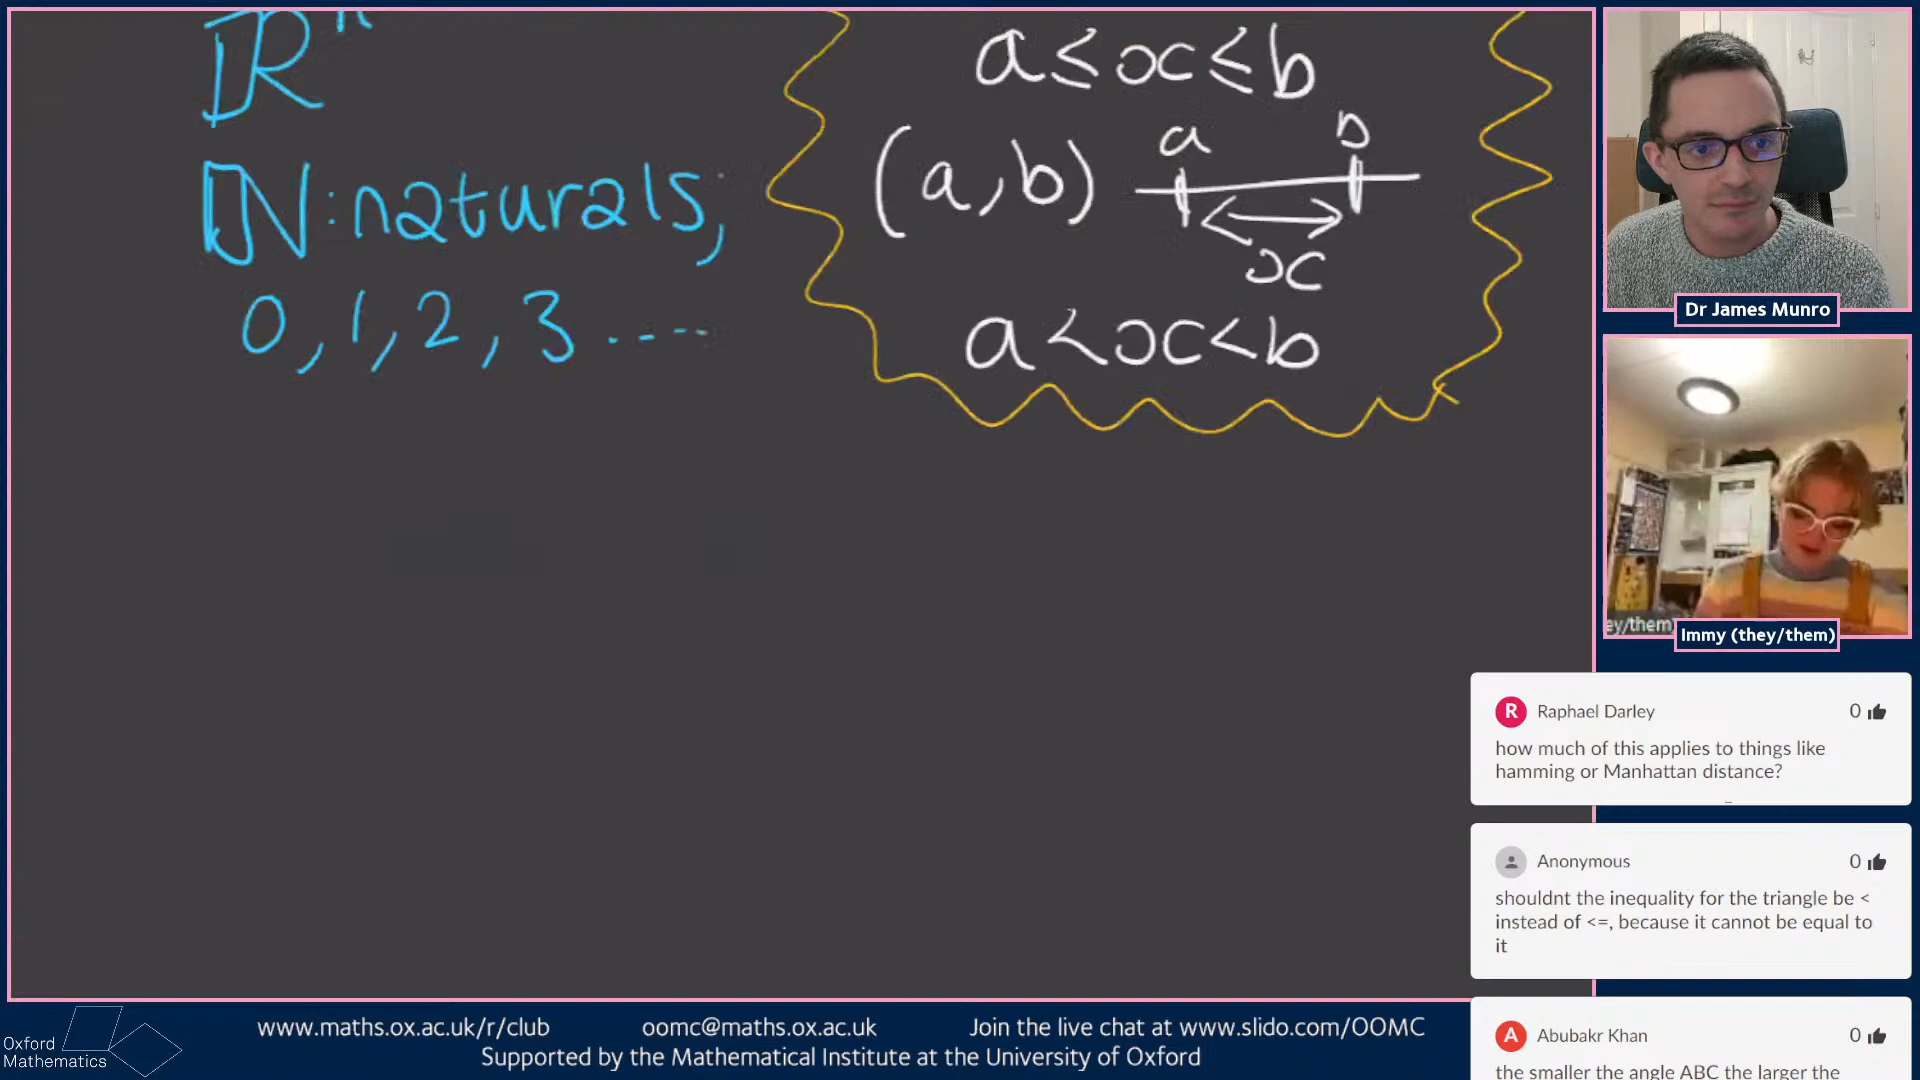 ℝⁿ
ℕ: naturals,
0, 1, 2, 3 ....
a ≤ x ≤ b
(a, b)
a b
x
a < x < b
Dr James Munro
ey/them
Immy (they/them)
R Raphael Darley 0
how much of this applies to things like
hamming or Manhattan distance?
Anonymous 0
shouldnt the inequality for the triangle be <
instead of <=, because it cannot be equal to
it
A Abubakr Khan 0
the smaller the angle ABC the larger the
Oxford
Mathematics
www.maths.ox.ac.uk/r/club oomc@maths.ox.ac.uk Join the live chat at www.slido.com/OOMC
Supported by the Mathematical Institute at the University of Oxford